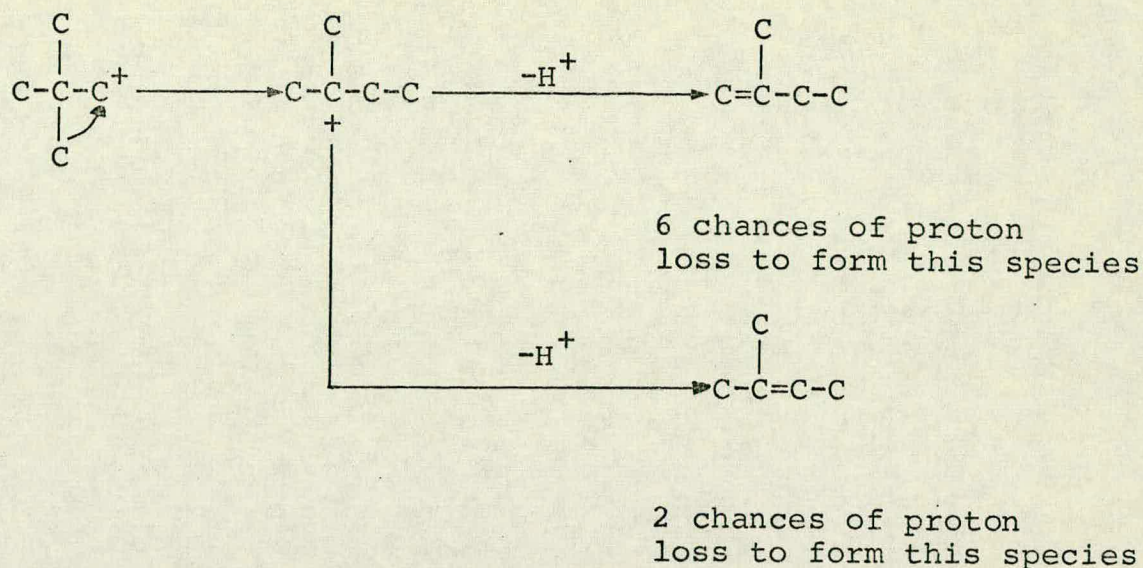 C
C
C-C-C+
C-C-C-C
-H+
C=C-C-C
+
C
6 chances of proton
loss to form this species
C
-H+
C-C=C-C
2 chances of proton
loss to form this species